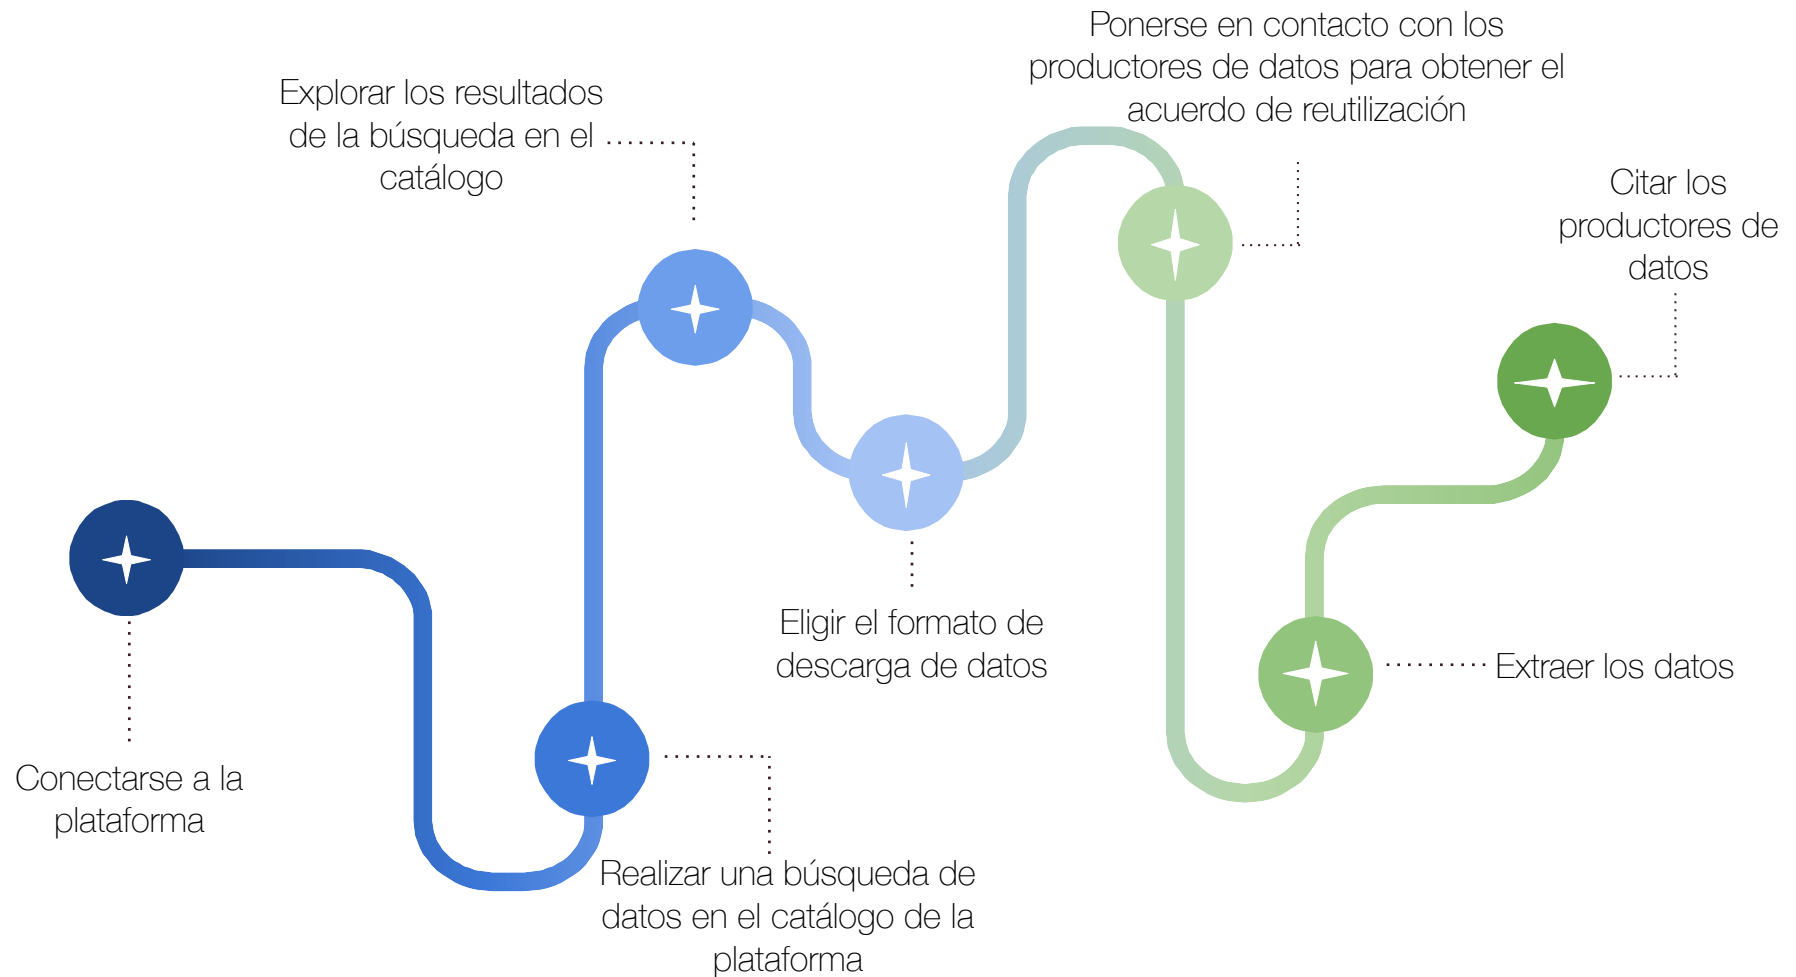 Conectarse a la
plataforma
Realizar una búsqueda de
datos en el catálogo de la
plataforma
Explorar los resultados
de la búsqueda en el
catálogo
Eligir el formato de
descarga de datos
Ponerse en contacto con los
productores de datos para obtener el
acuerdo de reutilización
Extraer los datos
Citar los
productores de
datos